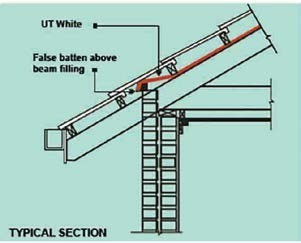 UT White
False batten above
beam filling
TYPICAL SECTION